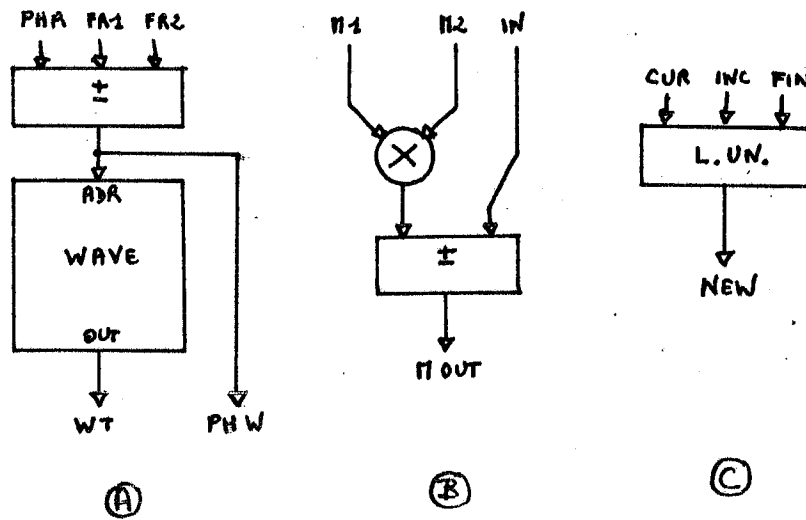 PHA FR1 FR2
±
ADR
WAVE
OUT
WT PHW
A
M1 M2 IN
×
±
M OUT
B
CUR INC FIN
L. UN.
NEW
C